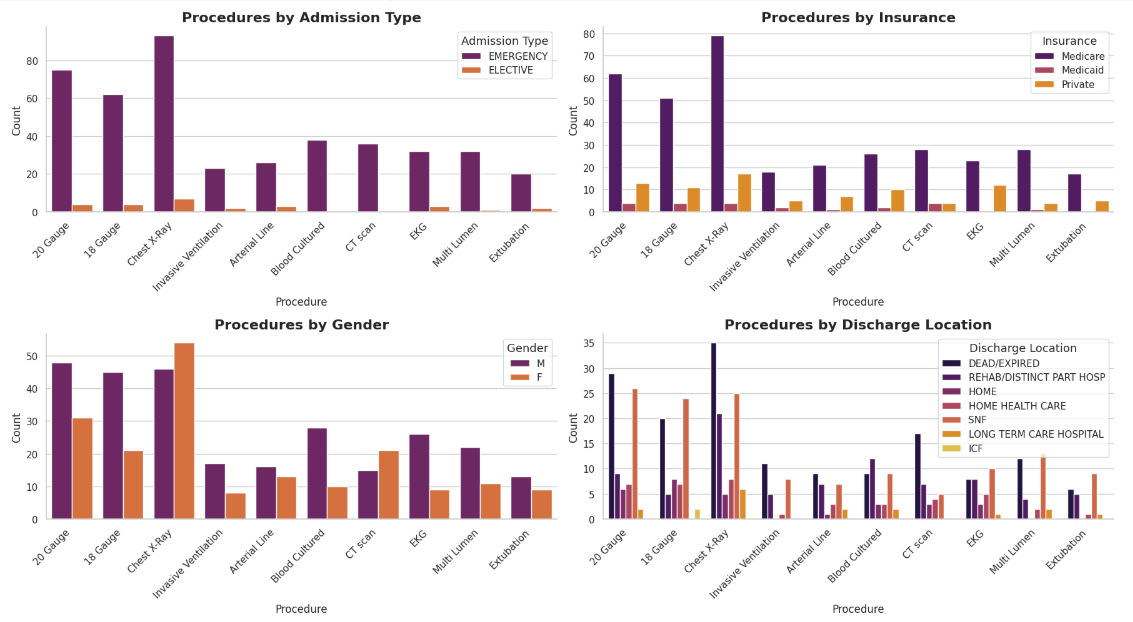 Procedures by Admission Type
Count
80
60
40
20
0
Admission Type
EMERGENCY
ELECTIVE
20 Gauge
18 Gauge
Chest X-Ray
Invasive Ventilation
Arterial Line
Blood Cultured
CT scan
EKG
Multi Lumen
Extubation
Procedure
Procedures by Insurance
Count
80
70
60
50
40
30
20
10
0
Insurance
Medicare
Medicaid
Private
20 Gauge
18 Gauge
Chest X-Ray
Invasive Ventilation
Arterial Line
Blood Cultured
CT scan
EKG
Multi Lumen
Extubation
Procedure
Procedures by Gender
Count
50
40
30
20
10
0
Gender
M
F
20 Gauge
18 Gauge
Chest X-Ray
Invasive Ventilation
Arterial Line
Blood Cultured
CT scan
EKG
Multi Lumen
Extubation
Procedure
Procedures by Discharge Location
Count
35
30
25
20
15
10
5
0
Discharge Location
DEAD/EXPIRED
REHAB/DISTINCT PART HOSP
HOME
HOME HEALTH CARE
SNF
LONG TERM CARE HOSPITAL
ICF
20 Gauge
18 Gauge
Chest X-Ray
Invasive Ventilation
Arterial Line
Blood Cultured
CT scan
EKG
Multi Lumen
Extubation
Procedure